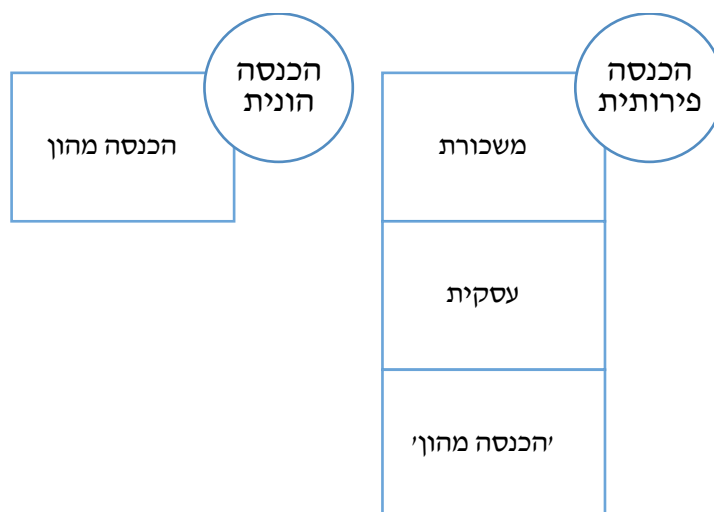 הכנסה
פירותית
משכורת
עסקית
'הכנסה מהון'
הכנסה
הונית
הכנסה מהון